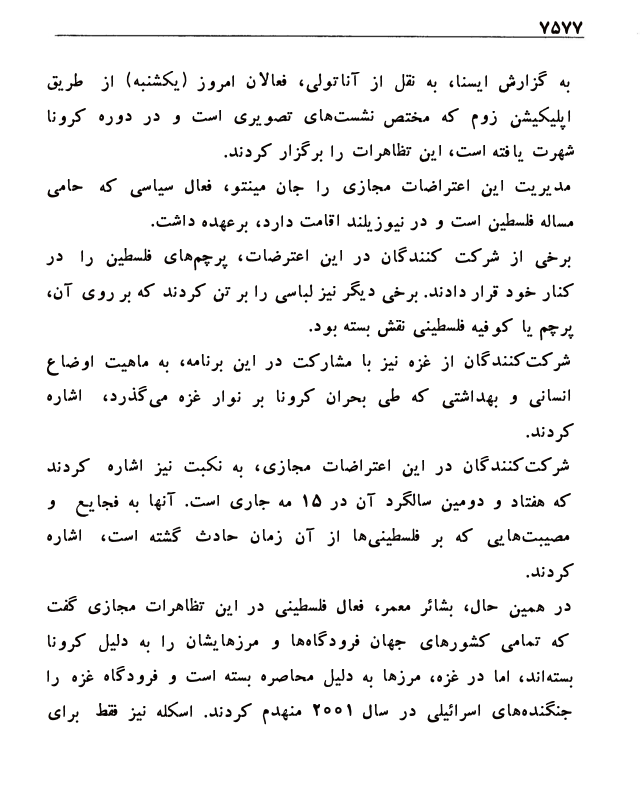 ۷۵۷۷
به گزارش ایسنا، به نقل از آناتولی، فعالان امروز (یکشنبه) از طریق
اپلیکیشن زوم که مختص نشست‌های تصویری است و در دوره کرونا
شهرت یافته است، این تظاهرات را برگزار کردند.
مدیریت این اعتراضات مجازی را جان مینتو، فعال سیاسی که حامی
مساله فلسطین است و در نیوزیلند اقامت دارد، برعهده داشت.
برخی از شرکت کنندگان در این اعترضات، پرچم‌های فلسطین را در
کنار خود قرار دادند. برخی دیگر نیز لباسی را بر تن کردند که بر روی آن،
پرچم یا کوفیه فلسطینی نقش بسته بود.
شرکت‌کنندگان از غزه نیز با مشارکت در این برنامه، به ماهیت اوضاع
انسانی و بهداشتی که طی بحران کرونا بر نوار غزه می‌گذرد، اشاره
کردند.
شرکت‌کنندگان در این اعتراضات مجازی، به نکبت نیز اشاره کردند
که هفتاد و دومین سالگرد آن در ۱۵ مه جاری است. آنها به فجایع و
مصیبت‌هایی که بر فلسطینی‌ها از آن زمان حادث گشته است، اشاره
کردند.
در همین حال، بشائر معمر، فعال فلسطینی در این تظاهرات مجازی گفت
که تمامی کشورهای جهان فرودگاه‌ها و مرزهایشان را به دلیل کرونا
بسته‌اند، اما در غزه، مرزها به دلیل محاصره بسته است و فرودگاه غزه را
جنگنده‌های اسرائیلی در سال ۲۰۰۱ منهدم کردند. اسکله نیز فقط برای